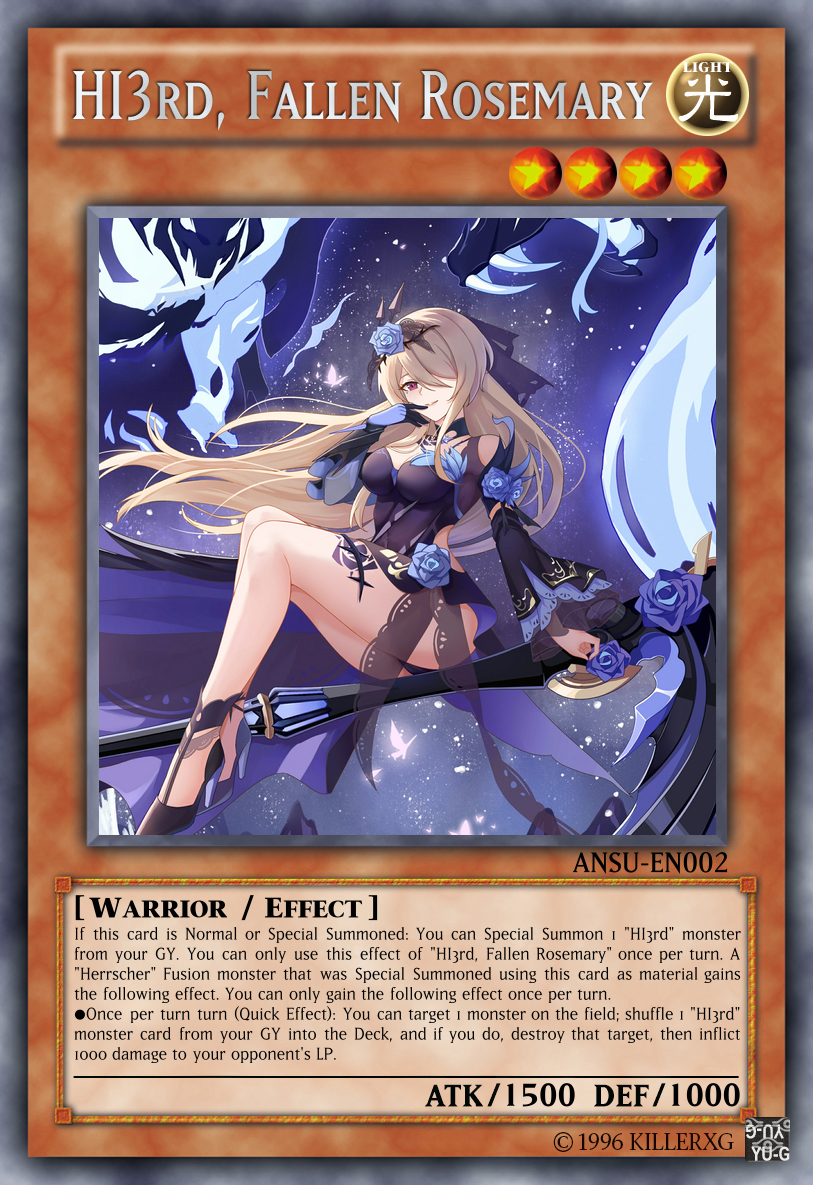 HI3rd, Fallen Rosemary
LIGHT
光
ANSU-EN002
[ Warrior / Effect ]
If this card is Normal or Special Summoned: You can Special Summon 1 "HI3rd" monster
from your GY. You can only use this effect of "HI3rd, Fallen Rosemary" once per turn. A
"Herrscher" Fusion monster that was Special Summoned using this card as material gains
the following effect. You can only gain the following effect once per turn.
●Once per turn turn (Quick Effect): You can target 1 monster on the field; shuffle 1 "HI3rd"
monster card from your GY into the Deck, and if you do, destroy that target, then inflict
1000 damage to your opponent's LP.
ATK/1500 DEF/1000
© 1996 KILLERXG
YU-G
YU-G